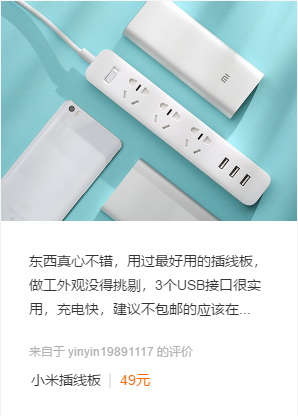 mi
东西真心不错，用过最好用的插线板，
做工外观没得挑剔，3个USB接口很实
用，充电快，建议不包邮的应该在...
来自于 yinyin19891117 的评价
小米插线板 | 49元